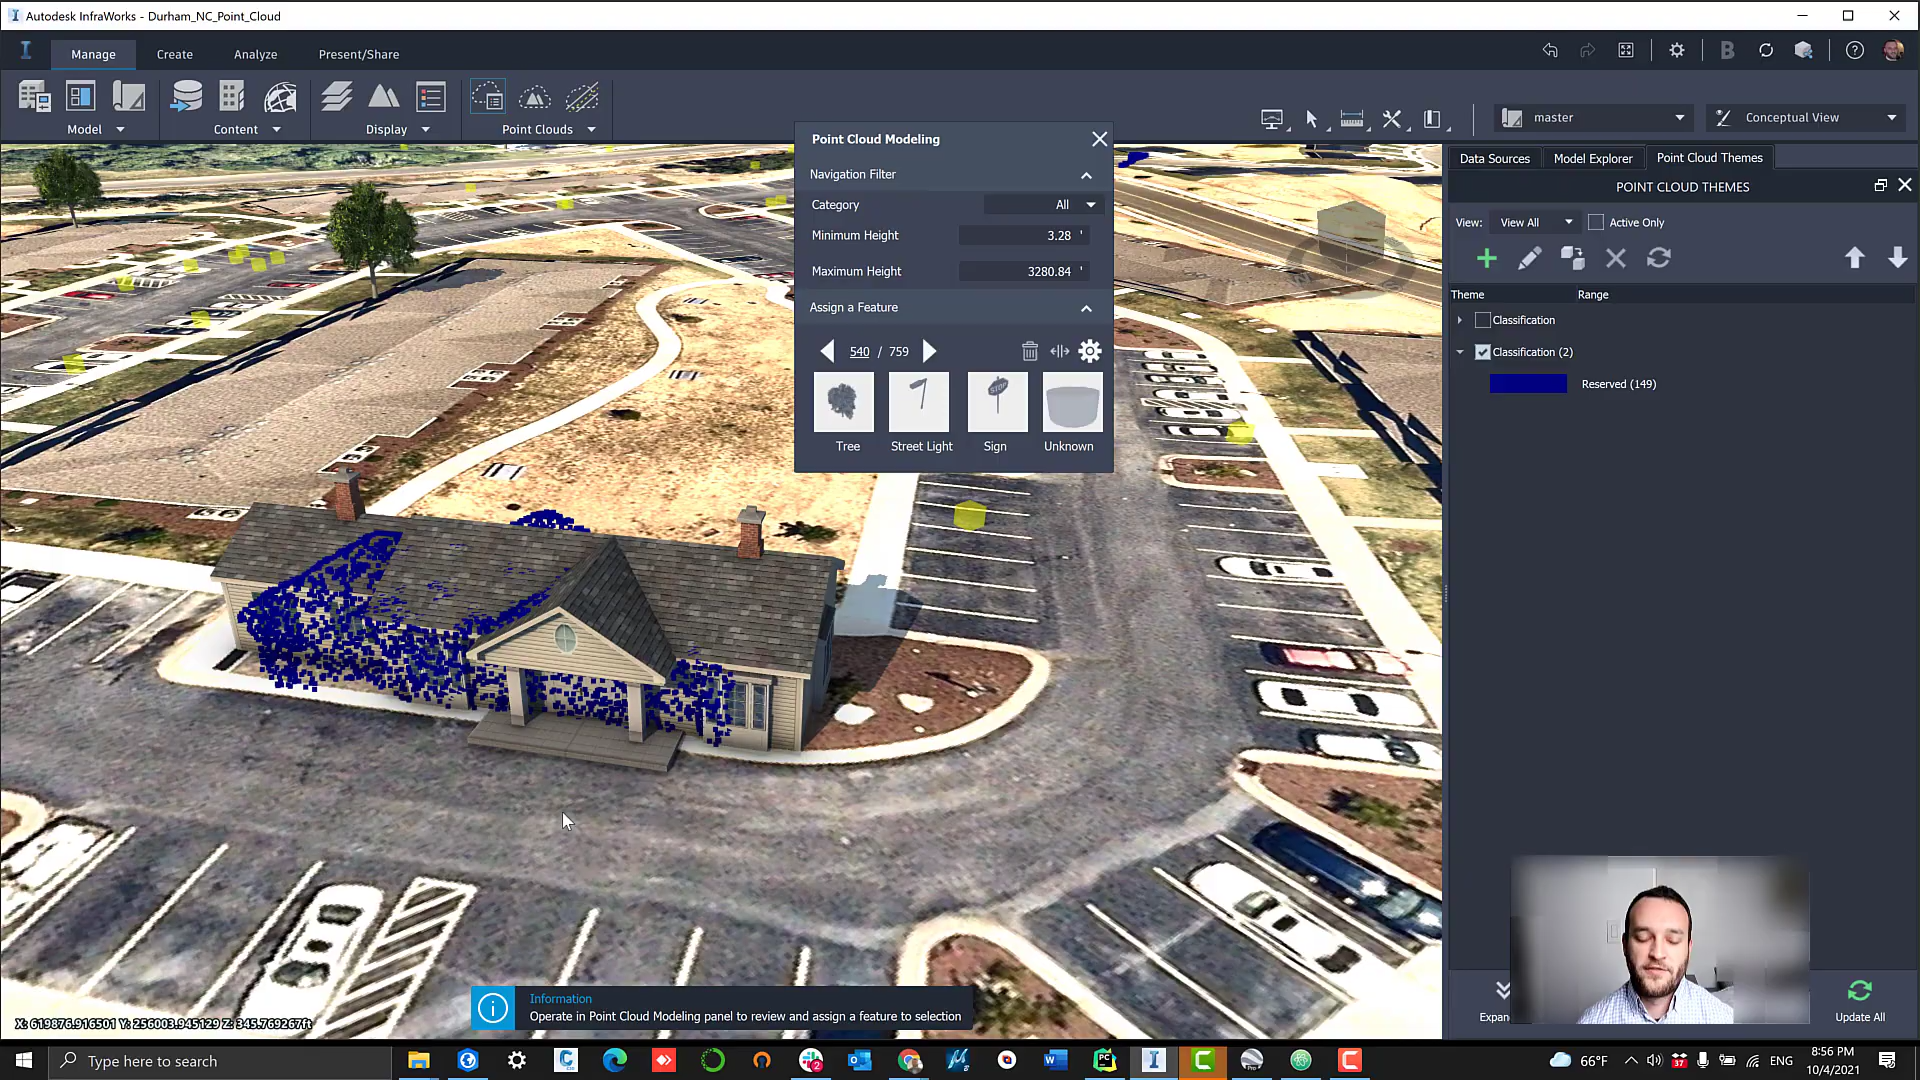 Autodesk InfraWorks - Durham_NC_Point_Cloud
Manage
Create
Analyze
Present/Share
Model
Content
Display
Point Clouds
master
Conceptual View
Point Cloud Modeling
Navigation Filter
Category
All
Minimum Height
3.28 '
Maximum Height
3280.84 '
Assign a Feature
540 / 759
STOP
Tree
Street Light
Sign
Unknown
Data Sources
Model Explorer
Point Cloud Themes
POINT CLOUD THEMES
View:
View All
Active Only
Theme
Range
Classification
Classification (2)
Reserved (149)
Expan
Update All
Information
Operate in Point Cloud Modeling panel to review and assign a feature to selection
X: 619876.916501 Y: 256003.945129 Z: 345.769267ft
Type here to search
66°F
37
ENG
8:56 PM
10/4/2021